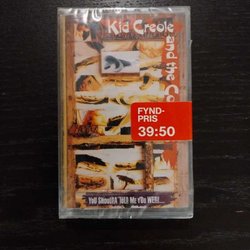 Kid Creole
and the Co
FYND-
PRIS
39:50
YOU SHOULDA TOLD ME YOU WERE...